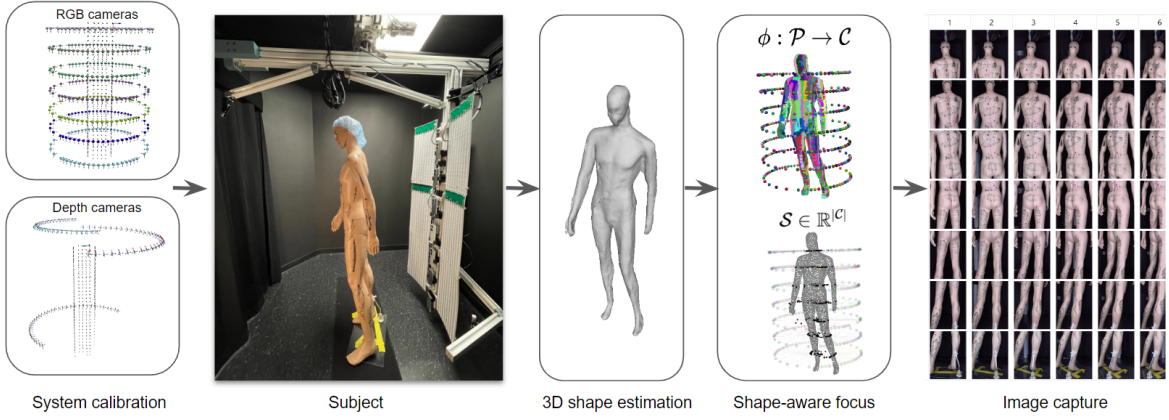 RGB cameras
Depth cameras
ϕ : 𝒫 → 𝒞
𝒮 ∈ ℝ^|𝒞|
1 2 3 4 5 6
System calibration
Subject
3D shape estimation
Shape-aware focus
Image capture